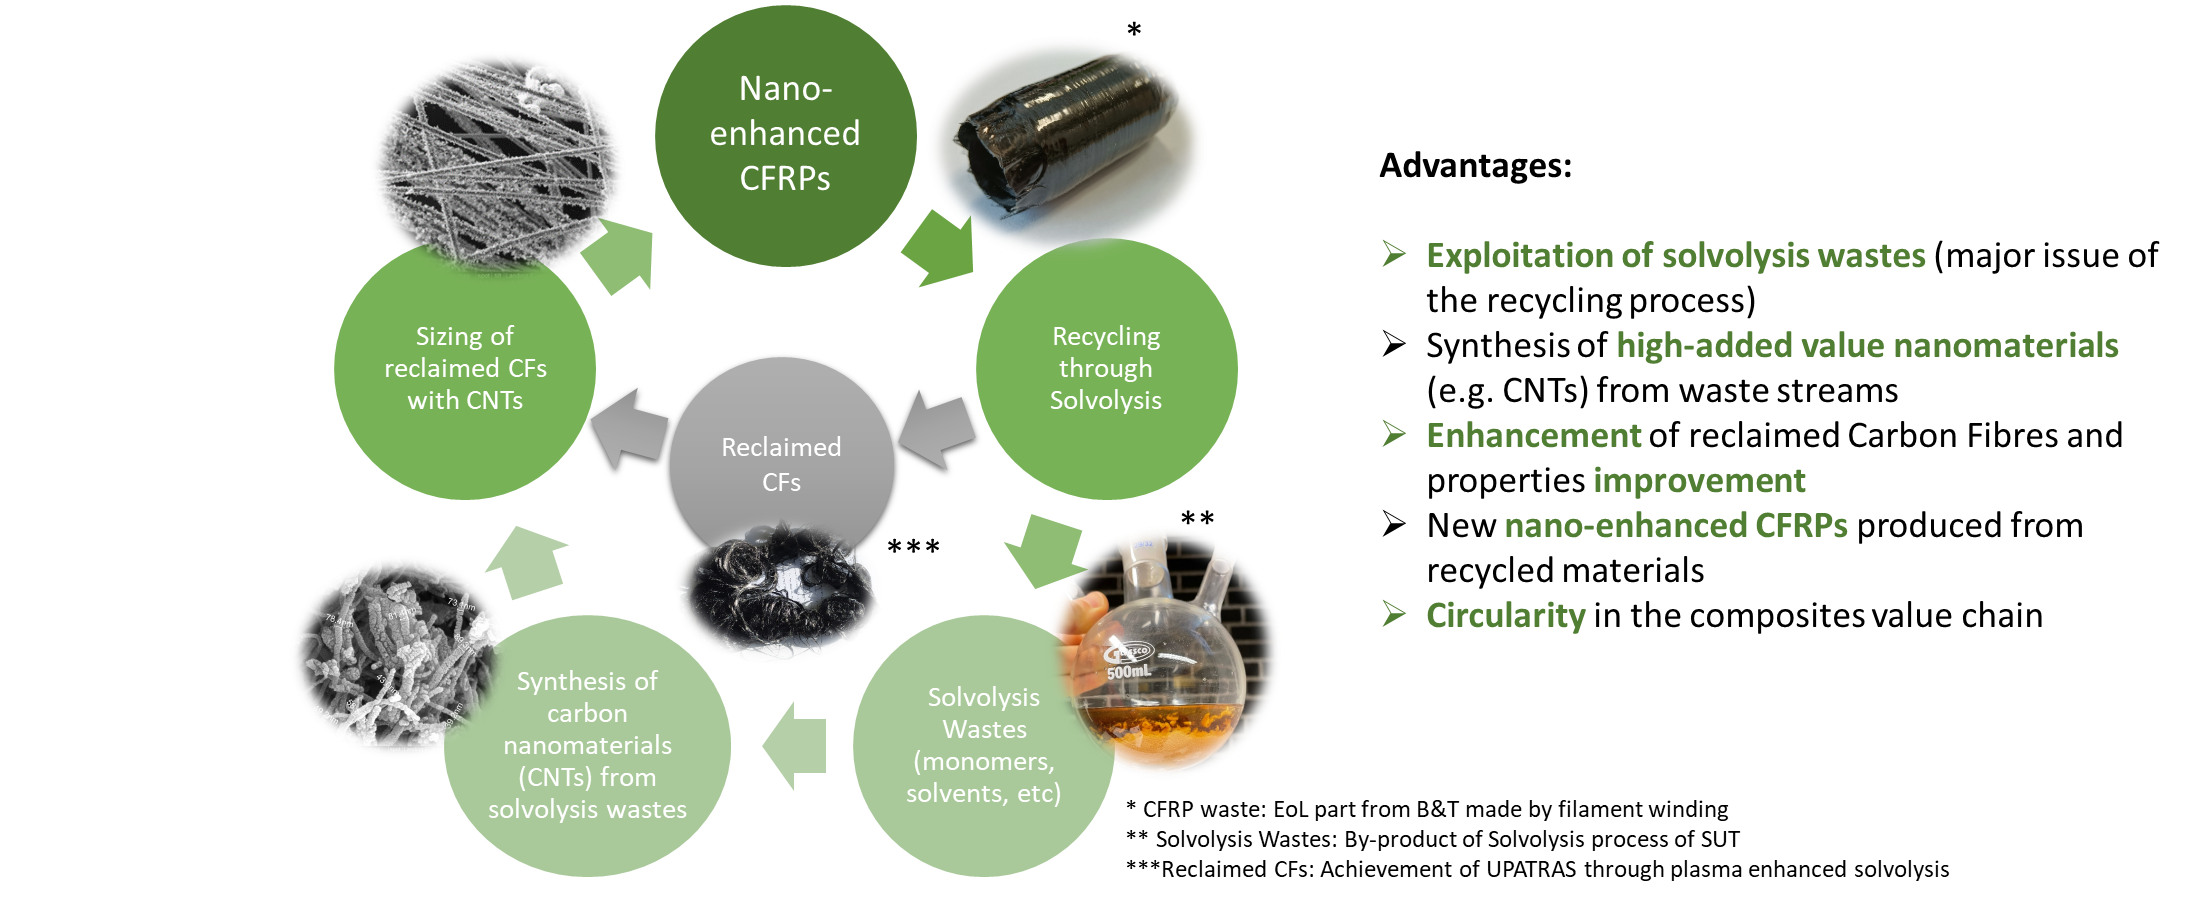 *
Nano-
enhanced
CFRPs
Sizing of
reclaimed CFs
with CNTs
Recycling
through
Solvolysis
Reclaimed
CFs
***
**
500mL
Synthesis of
carbon
nanomaterials
(CNTs) from
solvolysis wastes
Solvolysis
Wastes
(monomers,
solvents, etc)
Advantages:
Exploitation of solvolysis wastes (major issue of
the recycling process)
Synthesis of high-added value nanomaterials
(e.g. CNTs) from waste streams
Enhancement of reclaimed Carbon Fibres and
properties improvement
New nano-enhanced CFRPs produced from
recycled materials
Circularity in the composites value chain
* CFRP waste: EoL part from B&T made by filament winding
** Solvolysis Wastes: By-product of Solvolysis process of SUT
***Reclaimed CFs: Achievement of UPATRAS through plasma enhanced solvolysis